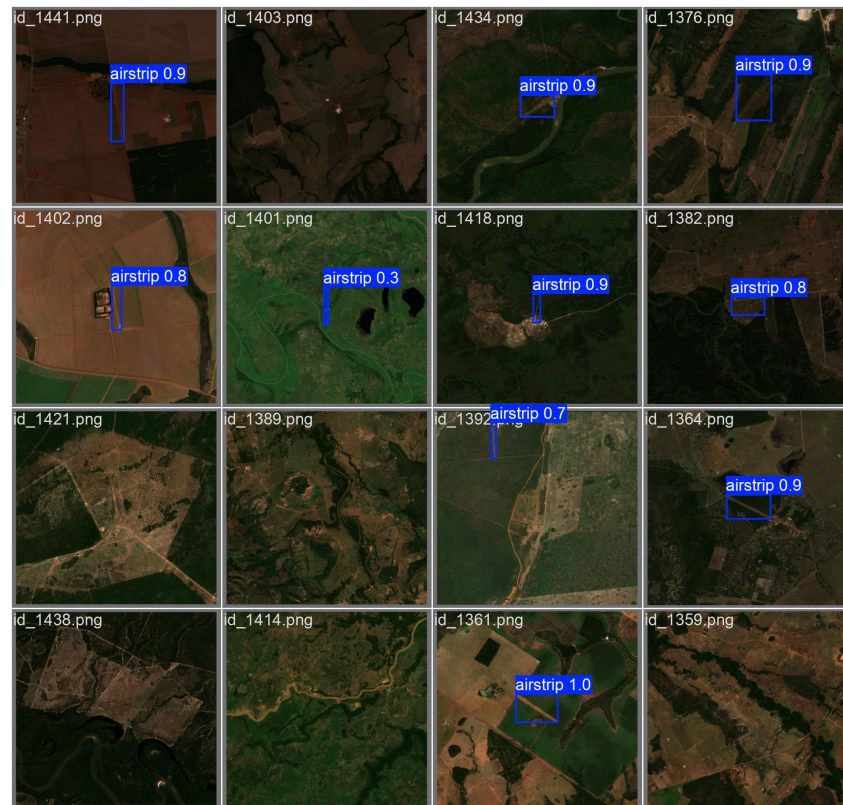 id_1441.png
airstrip 0.9
id_1403.png
id_1434.png
airstrip 0.9
id_1376.png
airstrip 0.9
id_1402.png
airstrip 0.8
id_1401.png
airstrip 0.3
id_1418.png
airstrip 0.9
id_1382.png
airstrip 0.8
id_1421.png
id_1389.png
id_1392.png
airstrip 0.7
id_1364.png
airstrip 0.9
id_1438.png
id_1414.png
id_1361.png
airstrip 1.0
id_1359.png